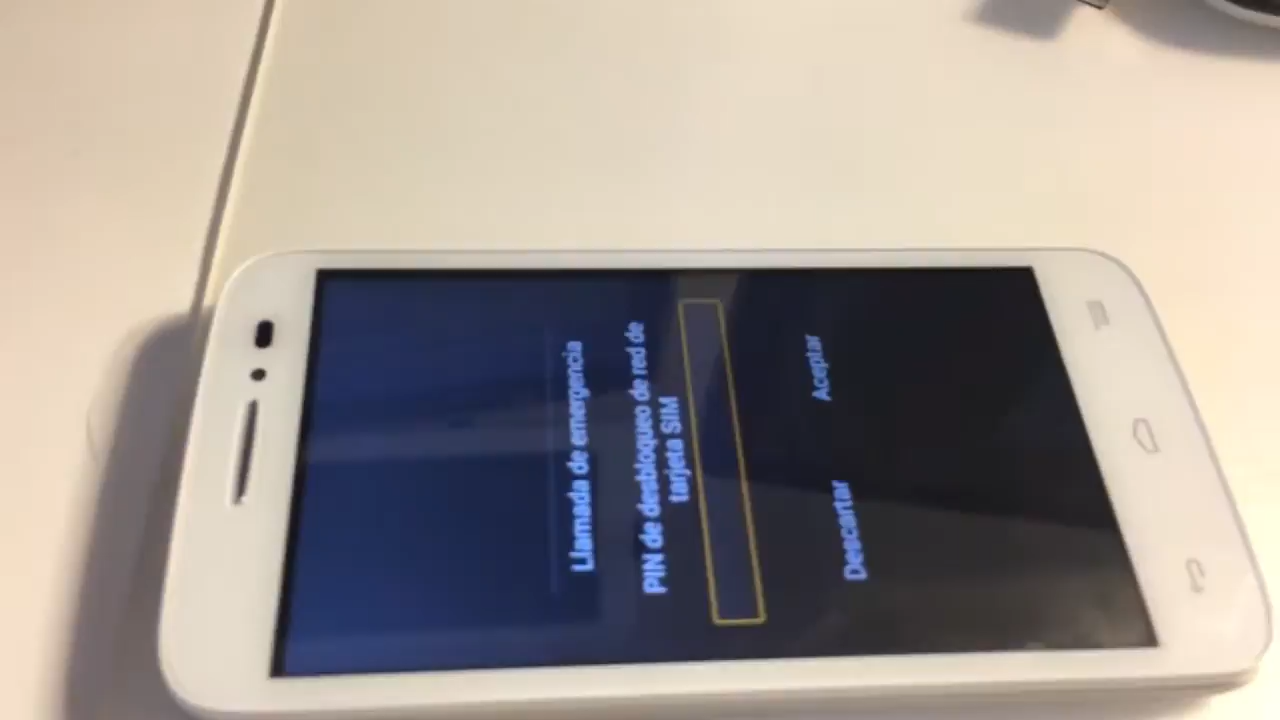 Llamada de emergencia
PIN de desbloqueo de red de
tarjeta SIM
Descartar
Aceptar